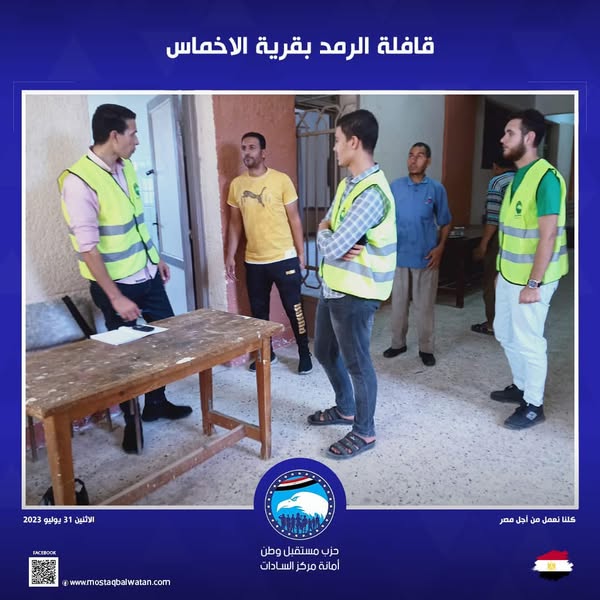 قافلة الرمد بقرية الاخماس
الاثنين 31 يوليو 2023
كلنا نعمل من أجل مصر
حزب مستقبل وطن
أمانة مركز السادات
FACEBOOK
www.mostaqbalwatan.com